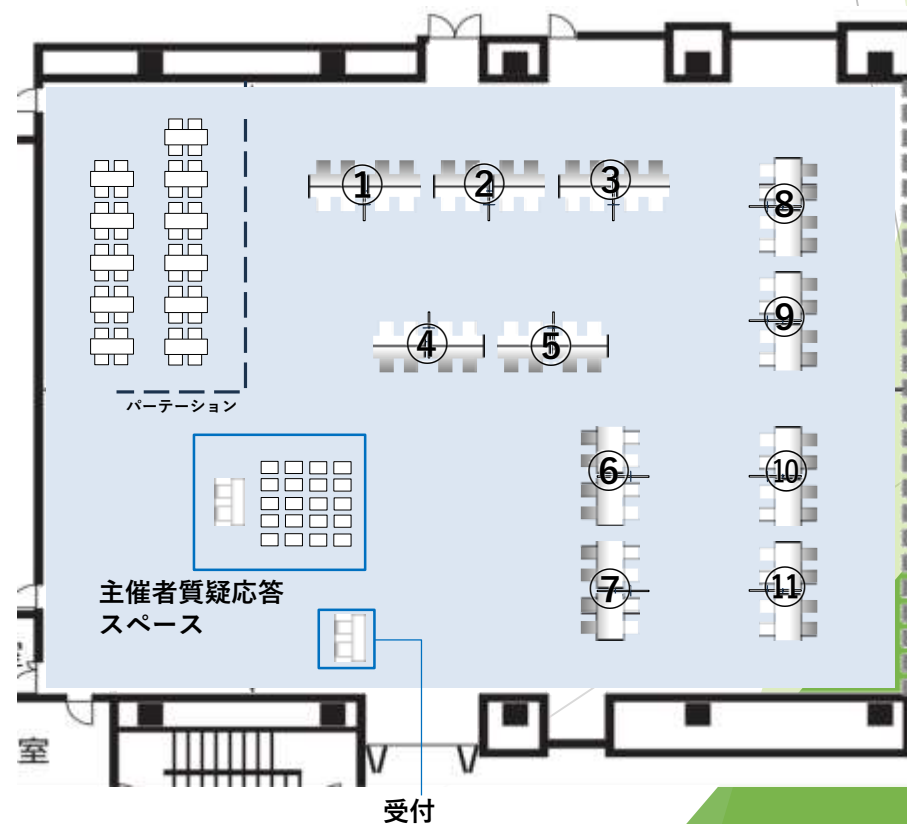 ①
②
③
⑧
⑨
④
⑤
パーテーション
⑥
⑩
主催者質疑応答
スペース
⑦
⑪
室
受付